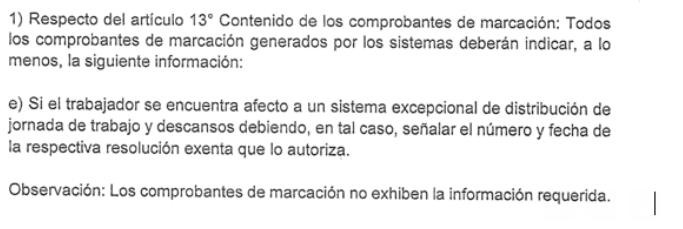 1) Respecto del artículo 13° Contenido de los comprobantes de marcación: Todos
los comprobantes de marcación generados por los sistemas deberán indicar, a lo
menos, la siguiente información:
e) Si el trabajador se encuentra afecto a un sistema excepcional de distribución de
jornada de trabajo y descansos debiendo, en tal caso, señalar el número y fecha de
la respectiva resolución exenta que lo autoriza.
Observación: Los comprobantes de marcación no exhiben la información requerida.